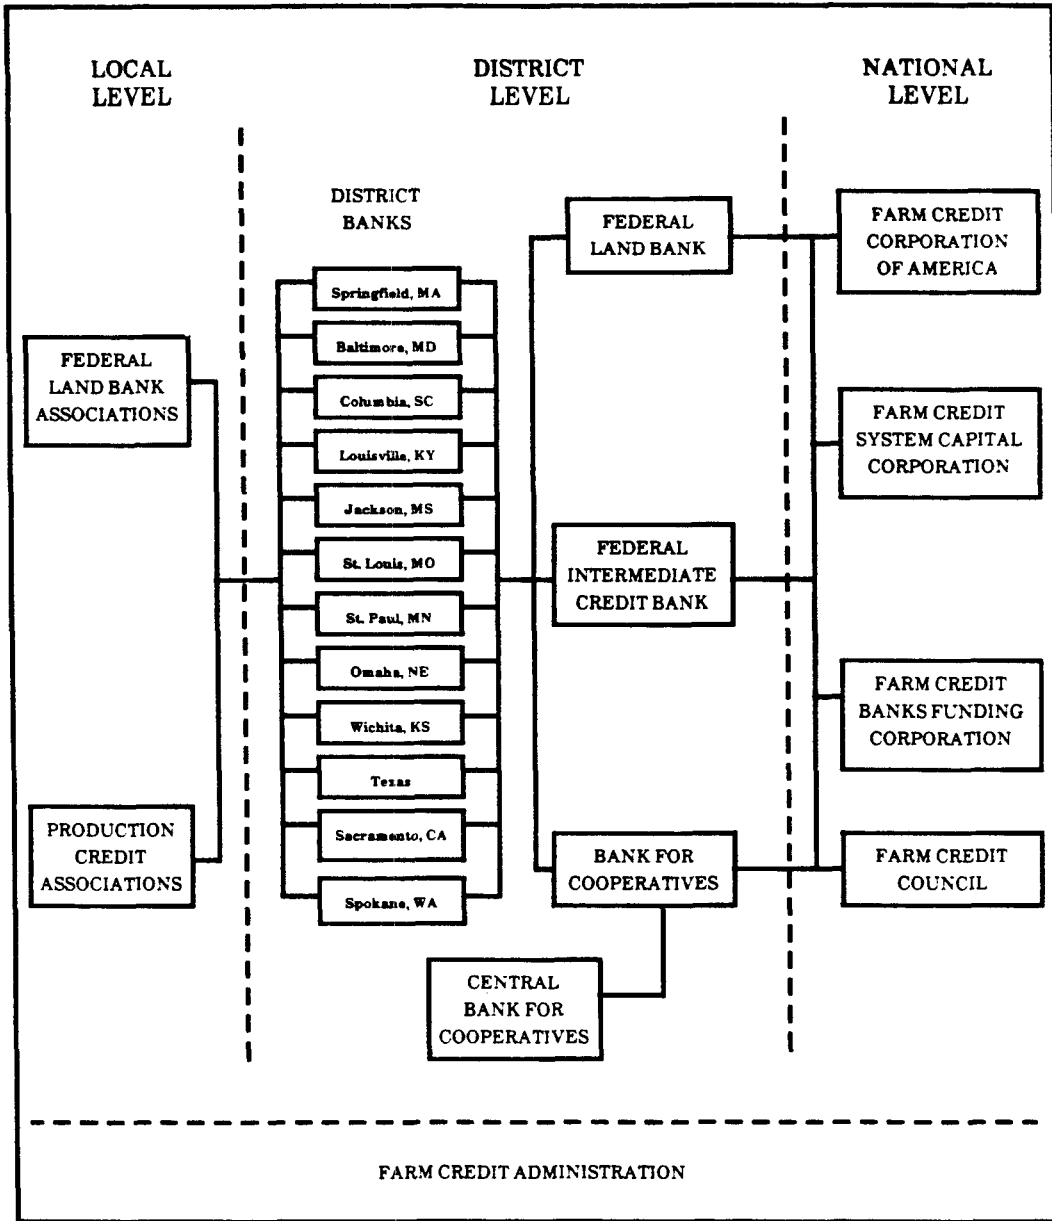 LOCAL
LEVEL
DISTRICT
LEVEL
NATIONAL
LEVEL
FEDERAL
LAND BANK
ASSOCIATIONS
PRODUCTION
CREDIT
ASSOCIATIONS
DISTRICT
BANKS
Springfield, MA
Baltimore, MD
Columbia, SC
Louisville, KY
Jackson, MS
St. Louis, MO
St. Paul, MN
Omaha, NE
Wichita, KS
Texas
Sacramento, CA
Spokane, WA
FEDERAL
LAND BANK
FEDERAL
INTERMEDIATE
CREDIT BANK
BANK FOR
COOPERATIVES
CENTRAL
BANK FOR
COOPERATIVES
FARM CREDIT
CORPORATION
OF AMERICA
FARM CREDIT
SYSTEM CAPITAL
CORPORATION
FARM CREDIT
BANKS FUNDING
CORPORATION
FARM CREDIT
COUNCIL
FARM CREDIT ADMINISTRATION